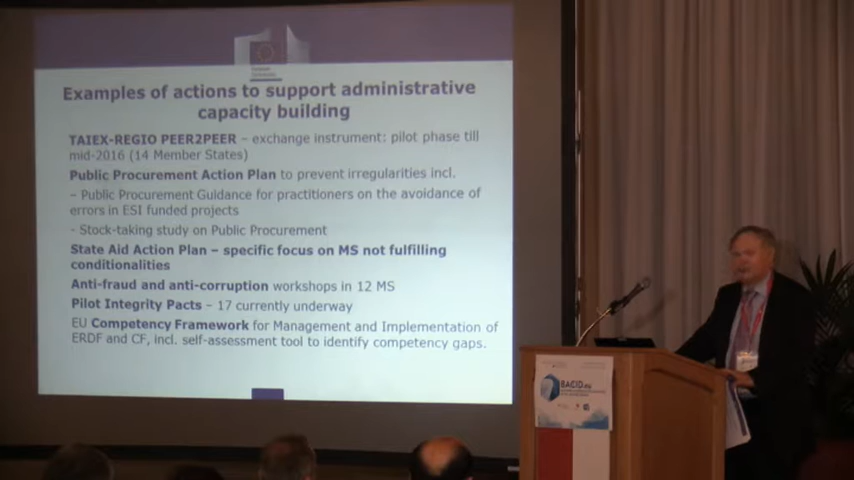 Examples of actions to support administrative
capacity building
TAIEX-REGIO PEER2PEER – exchange instrument: pilot phase till
mid-2016 (14 Member States)
Public Procurement Action Plan to prevent irregularities incl.
– Public Procurement Guidance for practitioners on the avoidance of
errors in ESI funded projects
- Stock-taking study on Public Procurement
State Aid Action Plan – specific focus on MS not fulfilling
conditionalities
Anti-fraud and anti-corruption workshops in 12 MS
Pilot Integrity Pacts – 17 currently underway
EU Competency Framework for Management and Implementation of
ERDF and CF, incl. self-assessment tool to identify competency gaps.
BACID.eu